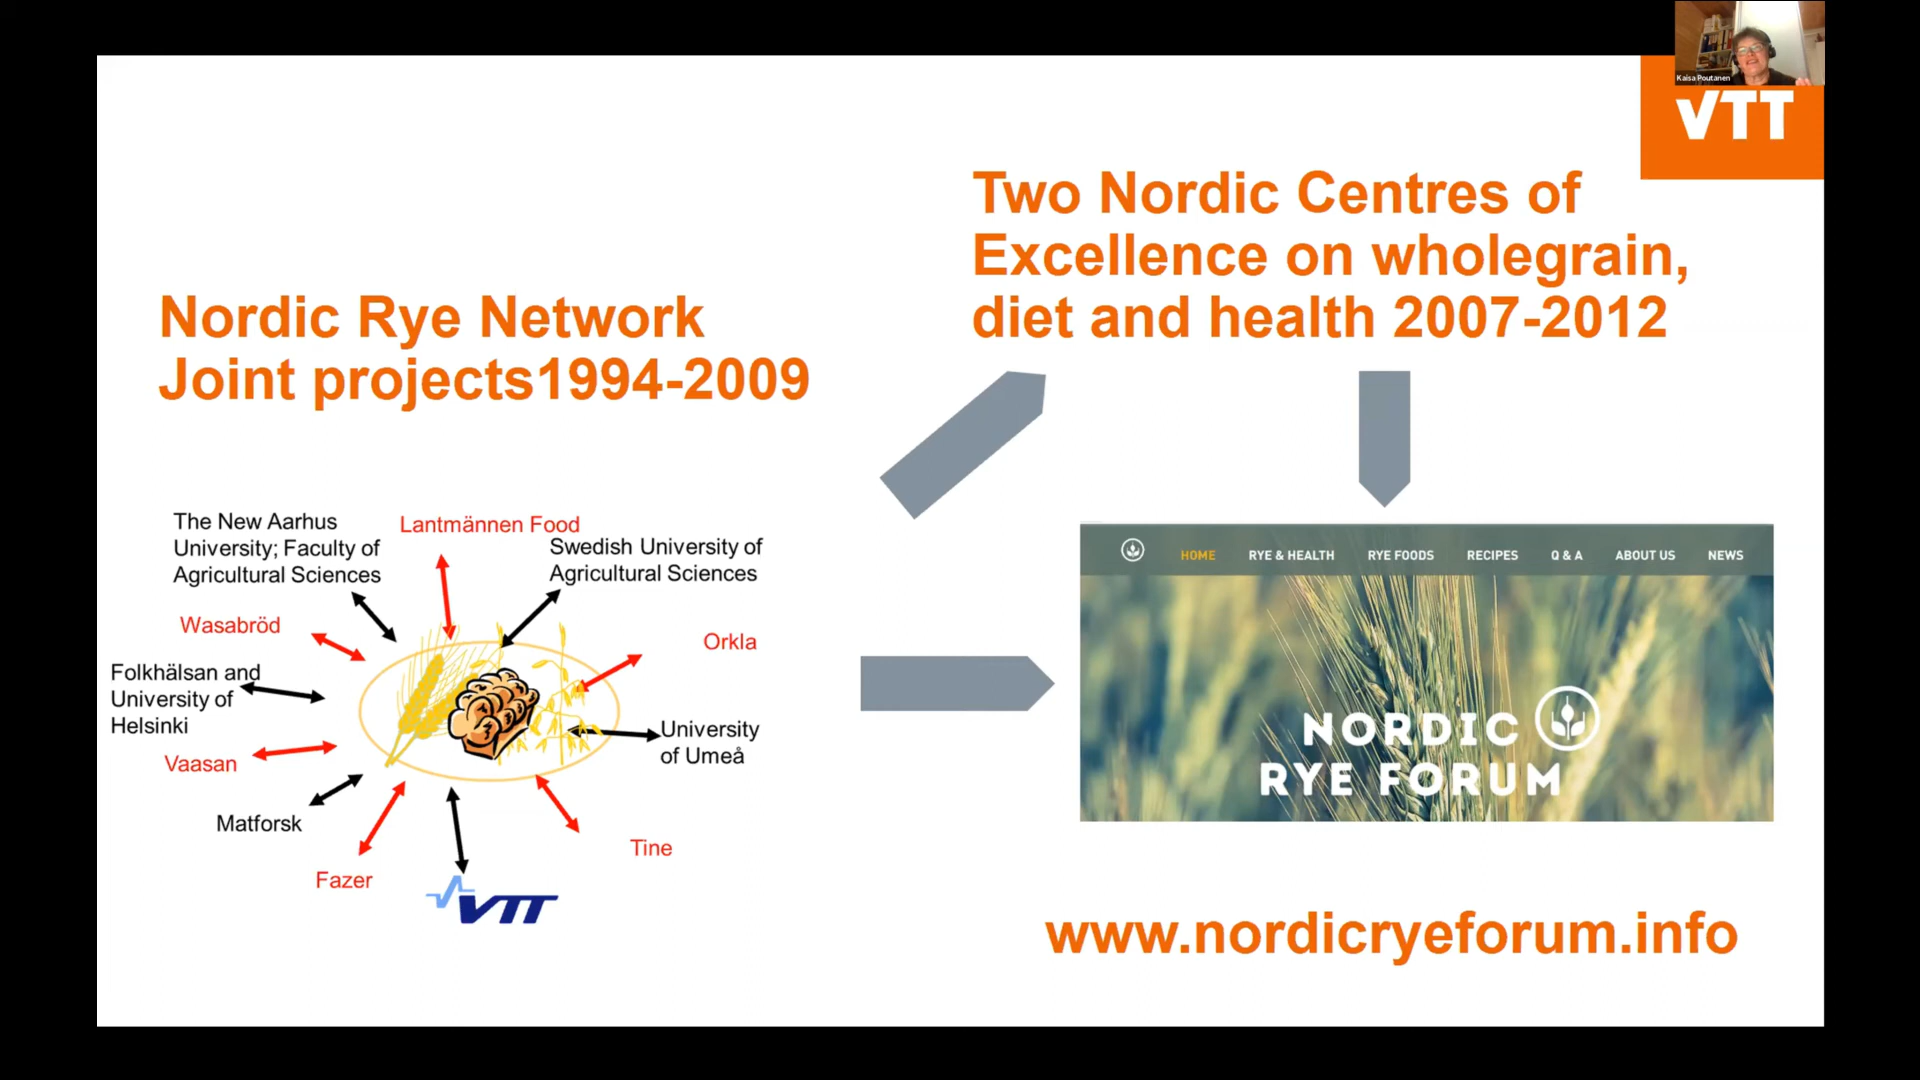 Kaisa Poutanen
VTT
Two Nordic Centres of
Excellence on wholegrain,
diet and health 2007-2012
Nordic Rye Network
Joint projects1994-2009
The New Aarhus
University; Faculty of
Agricultural Sciences
Lantmännen Food
Swedish University of
Agricultural Sciences
Wasabröd
Orkla
Folkhälsan and
University of
Helsinki
University
of Umeå
Vaasan
Matforsk
Tine
Fazer
VTT
HOME RYE & HEALTH RYE FOODS RECIPES Q & A ABOUT US NEWS
NORDIC
RYE FORUM
www.nordicryeforum.info